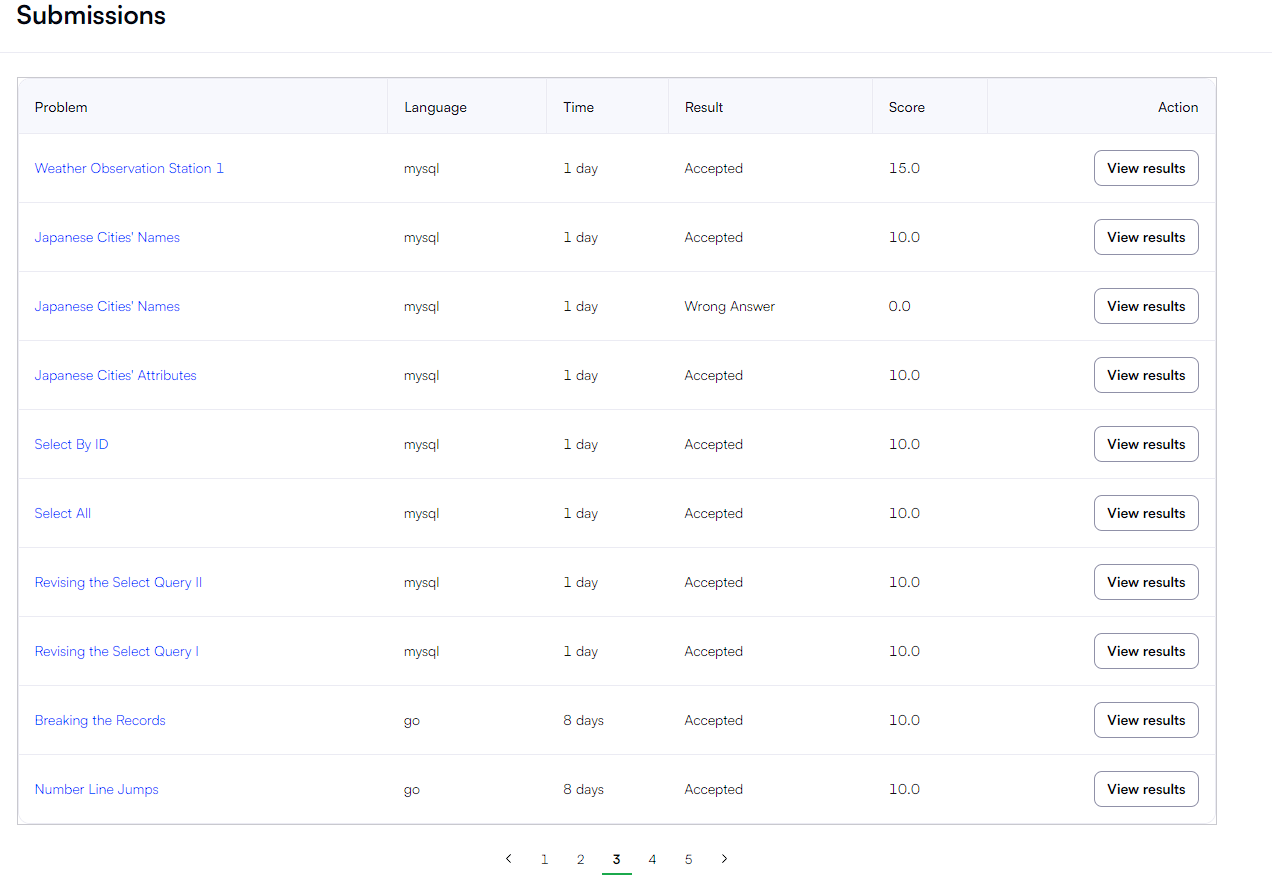 Submissions
Problem Language Time Result Score Action
Weather Observation Station 1 mysql 1 day Accepted 15.0 View results
Japanese Cities' Names mysql 1 day Accepted 10.0 View results
Japanese Cities' Names mysql 1 day Wrong Answer 0.0 View results
Japanese Cities' Attributes mysql 1 day Accepted 10.0 View results
Select By ID mysql 1 day Accepted 10.0 View results
Select All mysql 1 day Accepted 10.0 View results
Revising the Select Query II mysql 1 day Accepted 10.0 View results
Revising the Select Query I mysql 1 day Accepted 10.0 View results
Breaking the Records go 8 days Accepted 10.0 View results
Number Line Jumps go 8 days Accepted 10.0 View results
1 2 3 4 5